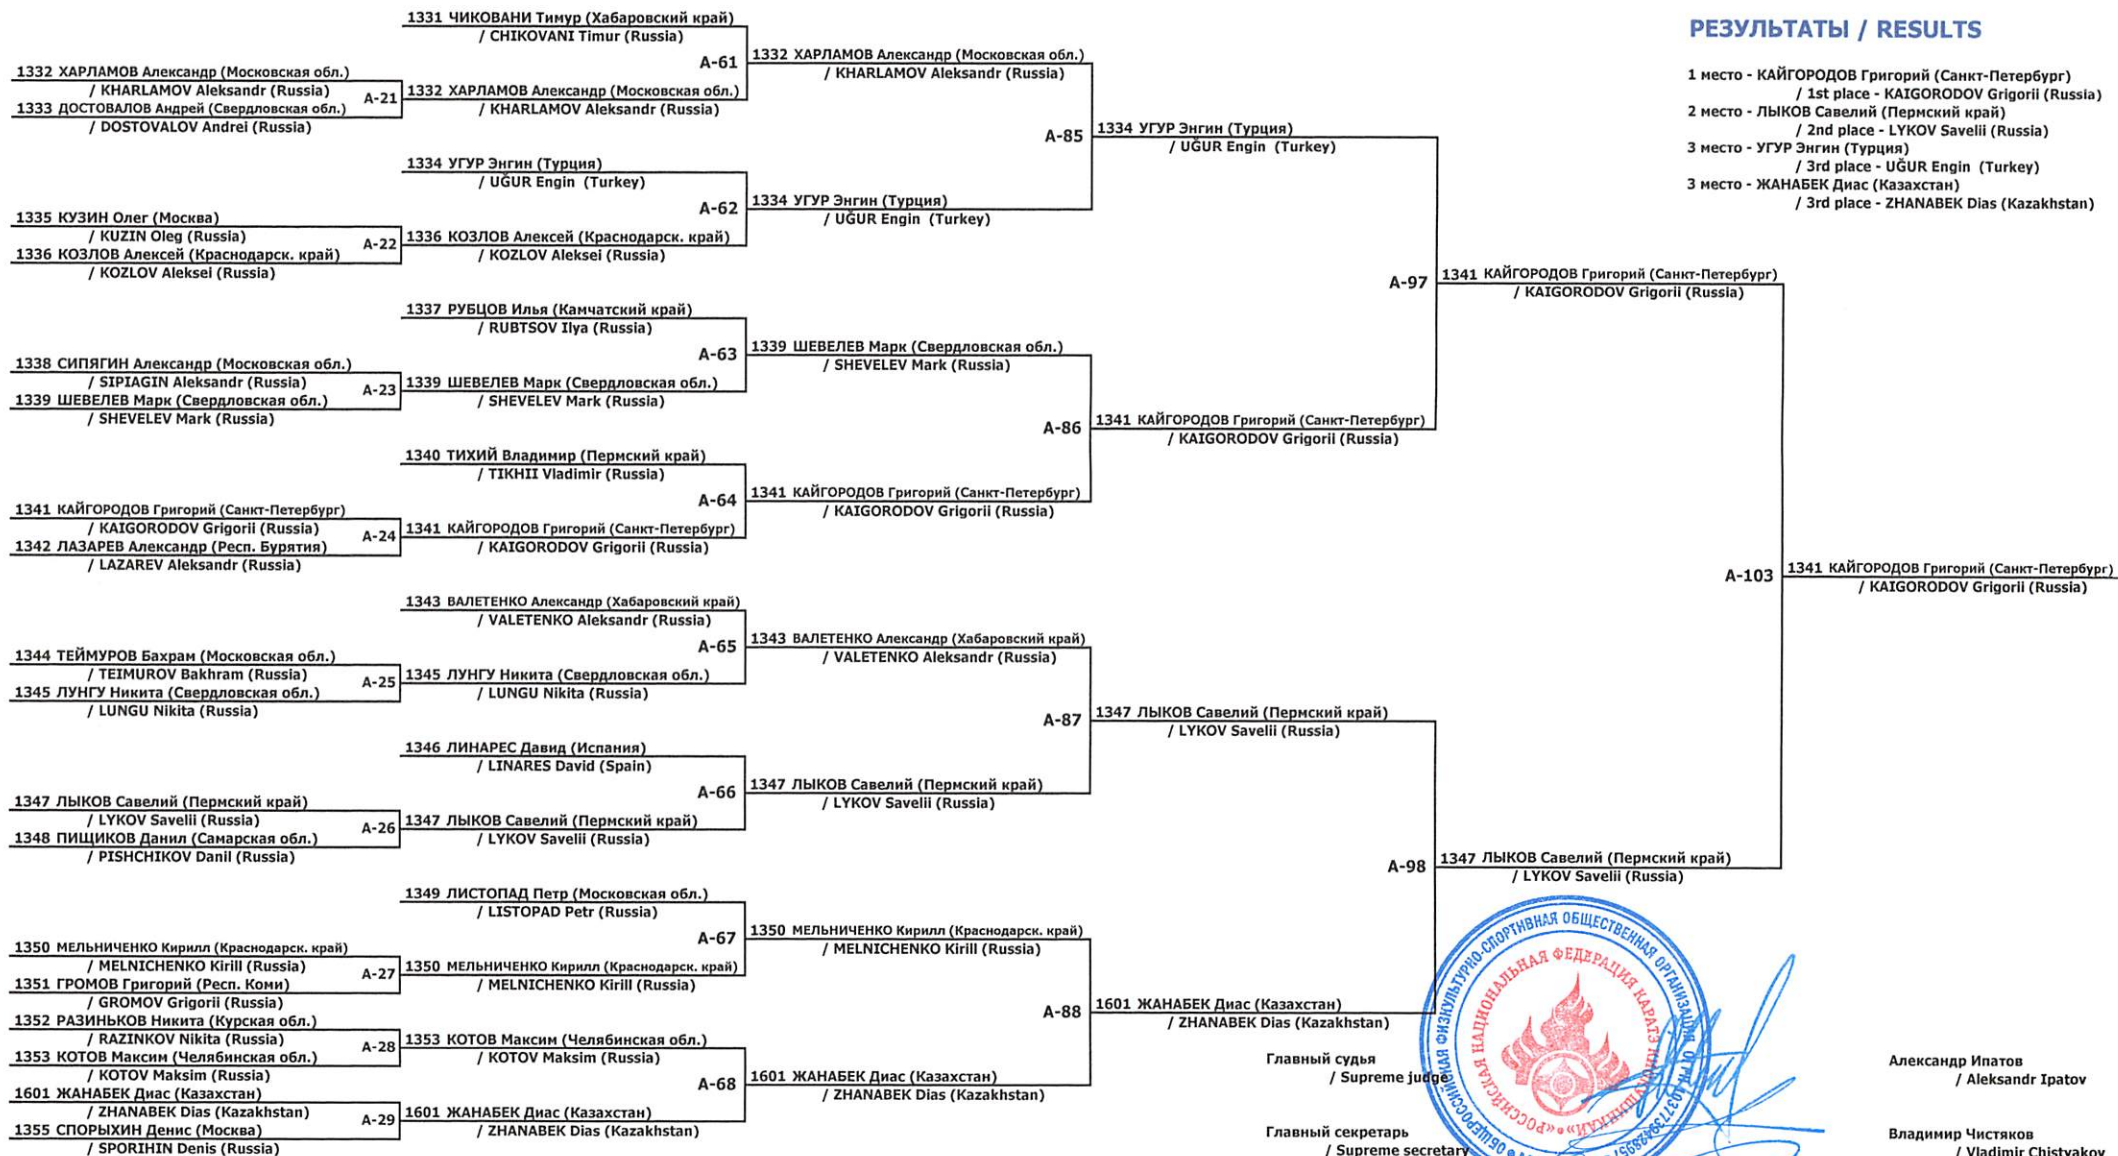 РЕЗУЛЬТАТЫ / RESULTS
1 место - КАЙГОРОДОВ Григорий (Санкт-Петербург)
/ 1st place - KAIGORODOV Grigorii (Russia)
2 место - ЛЫКОВ Савелий (Пермский край)
/ 2nd place - LYKOV Savelii (Russia)
3 место - УГУР Энгин (Турция)
/ 3rd place - UĞUR Engin (Turkey)
3 место - ЖАНАБЕК Диас (Казахстан)
/ 3rd place - ZHANABEK Dias (Kazakhstan)
1332 ХАРЛАМОВ Александр (Московская обл.)
/ KHARLAMOV Aleksandr (Russia)
A-21
1333 ДОСТОВАЛОВ Андрей (Свердловская обл.)
/ DOSTOVALOV Andrei (Russia)
1335 КУЗИН Олег (Москва)
/ KUZIN Oleg (Russia)
A-22
1336 КОЗЛОВ Алексей (Краснодарск. край)
/ KOZLOV Aleksei (Russia)
1338 СИПЯГИН Александр (Московская обл.)
/ SIPIAGIN Aleksandr (Russia)
A-23
1339 ШЕВЕЛЕВ Марк (Свердловская обл.)
/ SHEVELEV Mark (Russia)
1341 КАЙГОРОДОВ Григорий (Санкт-Петербург)
/ KAIGORODOV Grigorii (Russia)
A-24
1342 ЛАЗАРЕВ Александр (Респ. Бурятия)
/ LAZAREV Aleksandr (Russia)
1344 ТЕЙМУРОВ Бахрам (Московская обл.)
/ TEIMUROV Bakhram (Russia)
A-25
1345 ЛУНГУ Никита (Свердловская обл.)
/ LUNGU Nikita (Russia)
1347 ЛЫКОВ Савелий (Пермский край)
/ LYKOV Savelii (Russia)
A-26
1348 ПИЩИКОВ Данил (Самарская обл.)
/ PISHCHIKOV Danil (Russia)
1350 МЕЛЬНИЧЕНКО Кирилл (Краснодарск. край)
/ MELNICHENKO Kirill (Russia)
A-27
1351 ГРОМОВ Григорий (Респ. Коми)
/ GROMOV Grigorii (Russia)
1352 РАЗИНЬКОВ Никита (Курская обл.)
/ RAZINKOV Nikita (Russia)
A-28
1353 КОТОВ Максим (Челябинская обл.)
/ KOTOV Maksim (Russia)
1601 ЖАНАБЕК Диас (Казахстан)
/ ZHANABEK Dias (Kazakhstan)
A-29
1355 СПОРЫХИН Денис (Москва)
/ SPORIHIN Denis (Russia)
1331 ЧИКОВАНИ Тимур (Хабаровский край)
/ CHIKOVANI Timur (Russia)
A-61
1332 ХАРЛАМОВ Александр (Московская обл.)
/ KHARLAMOV Aleksandr (Russia)
1334 УГУР Энгин (Турция)
/ UĞUR Engin (Turkey)
A-62
1336 КОЗЛОВ Алексей (Краснодарск. край)
/ KOZLOV Aleksei (Russia)
1337 РУБЦОВ Илья (Камчатский край)
/ RUBTSOV Ilya (Russia)
A-63
1339 ШЕВЕЛЕВ Марк (Свердловская обл.)
/ SHEVELEV Mark (Russia)
1340 ТИХИЙ Владимир (Пермский край)
/ TIKHII Vladimir (Russia)
A-64
1341 КАЙГОРОДОВ Григорий (Санкт-Петербург)
/ KAIGORODOV Grigorii (Russia)
1343 ВАЛЕТЕНКО Александр (Хабаровский край)
/ VALETENKO Aleksandr (Russia)
A-65
1345 ЛУНГУ Никита (Свердловская обл.)
/ LUNGU Nikita (Russia)
1346 ЛИНАРЕС Давид (Испания)
/ LINARES David (Spain)
A-66
1347 ЛЫКОВ Савелий (Пермский край)
/ LYKOV Savelii (Russia)
1349 ЛИСТОПАД Петр (Московская обл.)
/ LISTOPAD Petr (Russia)
A-67
1350 МЕЛЬНИЧЕНКО Кирилл (Краснодарск. край)
/ MELNICHENKO Kirill (Russia)
1353 КОТОВ Максим (Челябинская обл.)
/ KOTOV Maksim (Russia)
A-68
1601 ЖАНАБЕК Диас (Казахстан)
/ ZHANABEK Dias (Kazakhstan)
1332 ХАРЛАМОВ Александр (Московская обл.)
/ KHARLAMOV Aleksandr (Russia)
A-85
1334 УГУР Энгин (Турция)
/ UĞUR Engin (Turkey)
1339 ШЕВЕЛЕВ Марк (Свердловская обл.)
/ SHEVELEV Mark (Russia)
A-86
1341 КАЙГОРОДОВ Григорий (Санкт-Петербург)
/ KAIGORODOV Grigorii (Russia)
1343 ВАЛЕТЕНКО Александр (Хабаровский край)
/ VALETENKO Aleksandr (Russia)
A-87
1347 ЛЫКОВ Савелий (Пермский край)
/ LYKOV Savelii (Russia)
1350 МЕЛЬНИЧЕНКО Кирилл (Краснодарск. край)
/ MELNICHENKO Kirill (Russia)
A-88
1601 ЖАНАБЕК Диас (Казахстан)
/ ZHANABEK Dias (Kazakhstan)
1334 УГУР Энгин (Турция)
/ UĞUR Engin (Turkey)
A-97
1341 КАЙГОРОДОВ Григорий (Санкт-Петербург)
/ KAIGORODOV Grigorii (Russia)
1347 ЛЫКОВ Савелий (Пермский край)
/ LYKOV Savelii (Russia)
A-98
1601 ЖАНАБЕК Диас (Казахстан)
/ ZHANABEK Dias (Kazakhstan)
1341 КАЙГОРОДОВ Григорий (Санкт-Петербург)
/ KAIGORODOV Grigorii (Russia)
A-103
1347 ЛЫКОВ Савелий (Пермский край)
/ LYKOV Savelii (Russia)
1341 КАЙГОРОДОВ Григорий (Санкт-Петербург)
/ KAIGORODOV Grigorii (Russia)
ОБЩЕРОССИЙСКАЯ ФИЗКУЛЬТУРНО-СПОРТИВНАЯ ОБЩЕСТВЕННАЯ ОРГАНИЗАЦИЯ
«РОССИЙСКАЯ НАЦИОНАЛЬНАЯ ФЕДЕРАЦИЯ КАРАТЭ КИОКУШИНКАЙ»
Главный судья
/ Supreme judge
Александр Ипатов
/ Aleksandr Ipatov
Главный секретарь
/ Supreme secretary
Владимир Чистяков
/ Vladimir Chistyakov